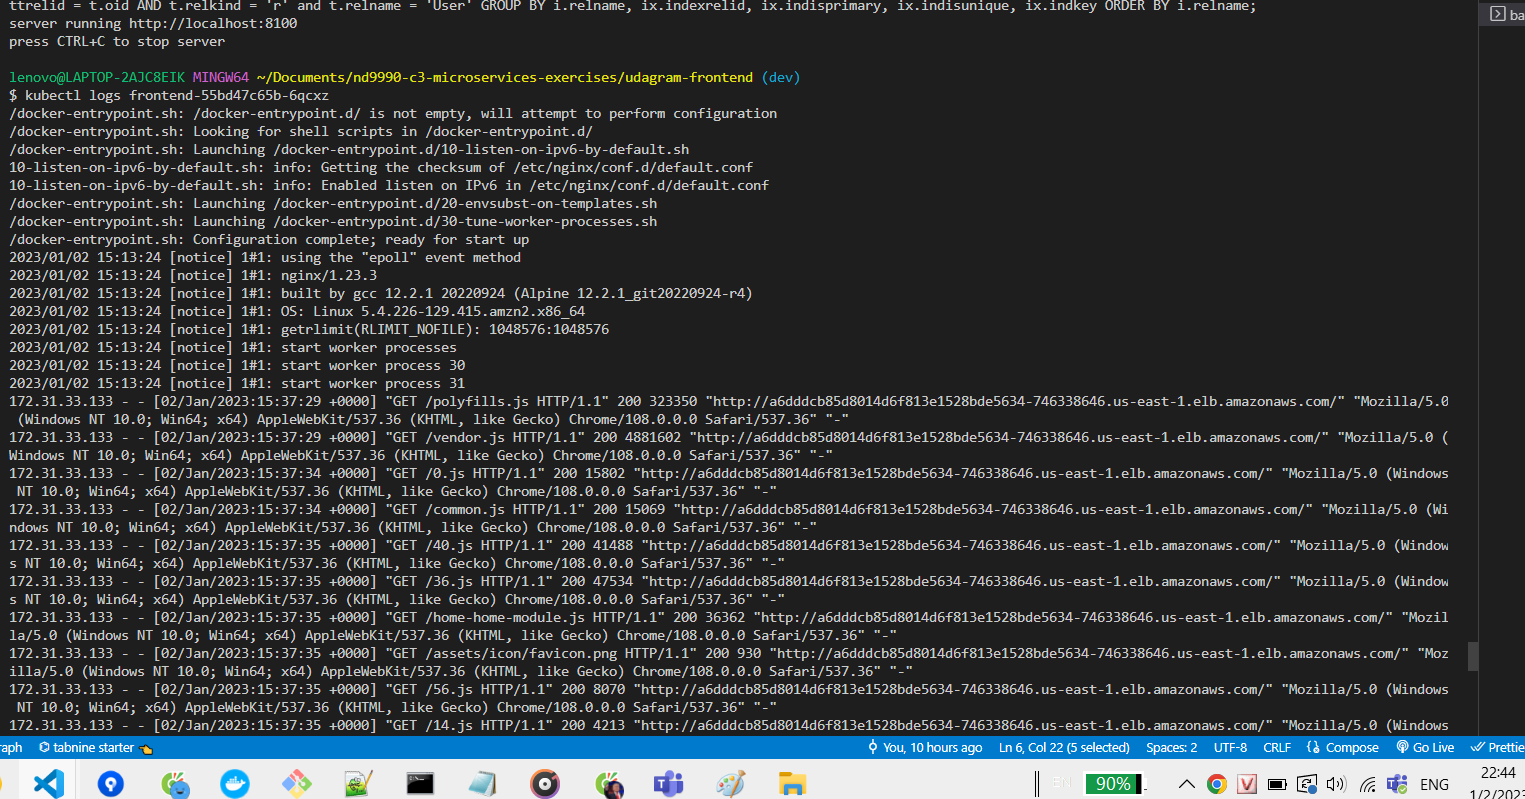 ttrelid = t.oid AND t.relkind = 'r' and t.relname = 'User' GROUP BY i.relname, ix.indexrelid, ix.indisprimary, ix.indisunique, ix.indkey ORDER BY i.relname;
server running http://localhost:8100
press CTRL+C to stop server
lenovo@LAPTOP-2AJC8EIK MINGW64 ~/Documents/nd9990-c3-microservices-exercises/udagram-frontend (dev)
$ kubectl logs frontend-55bd47c65b-6qcxz
/docker-entrypoint.sh: /docker-entrypoint.d/ is not empty, will attempt to perform configuration
/docker-entrypoint.sh: Looking for shell scripts in /docker-entrypoint.d/
/docker-entrypoint.sh: Launching /docker-entrypoint.d/10-listen-on-ipv6-by-default.sh
10-listen-on-ipv6-by-default.sh: info: Getting the checksum of /etc/nginx/conf.d/default.conf
10-listen-on-ipv6-by-default.sh: info: Enabled listen on IPv6 in /etc/nginx/conf.d/default.conf
/docker-entrypoint.sh: Launching /docker-entrypoint.d/20-envsubst-on-templates.sh
/docker-entrypoint.sh: Launching /docker-entrypoint.d/30-tune-worker-processes.sh
/docker-entrypoint.sh: Configuration complete; ready for start up
2023/01/02 15:13:24 [notice] 1#1: using the "epoll" event method
2023/01/02 15:13:24 [notice] 1#1: nginx/1.23.3
2023/01/02 15:13:24 [notice] 1#1: built by gcc 12.2.1 20220924 (Alpine 12.2.1_git20220924-r4)
2023/01/02 15:13:24 [notice] 1#1: OS: Linux 5.4.226-129.415.amzn2.x86_64
2023/01/02 15:13:24 [notice] 1#1: getrlimit(RLIMIT_NOFILE): 1048576:1048576
2023/01/02 15:13:24 [notice] 1#1: start worker processes
2023/01/02 15:13:24 [notice] 1#1: start worker process 30
2023/01/02 15:13:24 [notice] 1#1: start worker process 31
172.31.33.133 - - [02/Jan/2023:15:37:29 +0000] "GET /polyfills.js HTTP/1.1" 200 323350 "http://a6dddcb85d8014d6f813e1528bde5634-746338646.us-east-1.elb.amazonaws.com/" "Mozilla/5.0
(Windows NT 10.0; Win64; x64) AppleWebKit/537.36 (KHTML, like Gecko) Chrome/108.0.0.0 Safari/537.36" "-"
172.31.33.133 - - [02/Jan/2023:15:37:29 +0000] "GET /vendor.js HTTP/1.1" 200 4881602 "http://a6dddcb85d8014d6f813e1528bde5634-746338646.us-east-1.elb.amazonaws.com/" "Mozilla/5.0 (
Windows NT 10.0; Win64; x64) AppleWebKit/537.36 (KHTML, like Gecko) Chrome/108.0.0.0 Safari/537.36" "-"
172.31.33.133 - - [02/Jan/2023:15:37:34 +0000] "GET /0.js HTTP/1.1" 200 15802 "http://a6dddcb85d8014d6f813e1528bde5634-746338646.us-east-1.elb.amazonaws.com/" "Mozilla/5.0 (Windows
NT 10.0; Win64; x64) AppleWebKit/537.36 (KHTML, like Gecko) Chrome/108.0.0.0 Safari/537.36" "-"
172.31.33.133 - - [02/Jan/2023:15:37:34 +0000] "GET /common.js HTTP/1.1" 200 15069 "http://a6dddcb85d8014d6f813e1528bde5634-746338646.us-east-1.elb.amazonaws.com/" "Mozilla/5.0 (Wi
ndows NT 10.0; Win64; x64) AppleWebKit/537.36 (KHTML, like Gecko) Chrome/108.0.0.0 Safari/537.36" "-"
172.31.33.133 - - [02/Jan/2023:15:37:35 +0000] "GET /40.js HTTP/1.1" 200 41488 "http://a6dddcb85d8014d6f813e1528bde5634-746338646.us-east-1.elb.amazonaws.com/" "Mozilla/5.0 (Window
s NT 10.0; Win64; x64) AppleWebKit/537.36 (KHTML, like Gecko) Chrome/108.0.0.0 Safari/537.36" "-"
172.31.33.133 - - [02/Jan/2023:15:37:35 +0000] "GET /36.js HTTP/1.1" 200 47534 "http://a6dddcb85d8014d6f813e1528bde5634-746338646.us-east-1.elb.amazonaws.com/" "Mozilla/5.0 (Window
s NT 10.0; Win64; x64) AppleWebKit/537.36 (KHTML, like Gecko) Chrome/108.0.0.0 Safari/537.36" "-"
172.31.33.133 - - [02/Jan/2023:15:37:35 +0000] "GET /home-home-module.js HTTP/1.1" 200 36362 "http://a6dddcb85d8014d6f813e1528bde5634-746338646.us-east-1.elb.amazonaws.com/" "Mozil
la/5.0 (Windows NT 10.0; Win64; x64) AppleWebKit/537.36 (KHTML, like Gecko) Chrome/108.0.0.0 Safari/537.36" "-"
172.31.33.133 - - [02/Jan/2023:15:37:35 +0000] "GET /assets/icon/favicon.png HTTP/1.1" 200 930 "http://a6dddcb85d8014d6f813e1528bde5634-746338646.us-east-1.elb.amazonaws.com/" "Moz
illa/5.0 (Windows NT 10.0; Win64; x64) AppleWebKit/537.36 (KHTML, like Gecko) Chrome/108.0.0.0 Safari/537.36" "-"
172.31.33.133 - - [02/Jan/2023:15:37:35 +0000] "GET /56.js HTTP/1.1" 200 8070 "http://a6dddcb85d8014d6f813e1528bde5634-746338646.us-east-1.elb.amazonaws.com/" "Mozilla/5.0 (Windows
NT 10.0; Win64; x64) AppleWebKit/537.36 (KHTML, like Gecko) Chrome/108.0.0.0 Safari/537.36" "-"
172.31.33.133 - - [02/Jan/2023:15:37:35 +0000] "GET /14.js HTTP/1.1" 200 4213 "http://a6dddcb85d8014d6f813e1528bde5634-746338646.us-east-1.elb.amazonaws.com/" "Mozilla/5.0 (Windows
ba
raph tabnine starter You, 10 hours ago Ln 6, Col 22 (5 selected) Spaces: 2 UTF-8 CRLF Compose Go Live Prettie
EN 90% ENG 22:44
1/2/2023